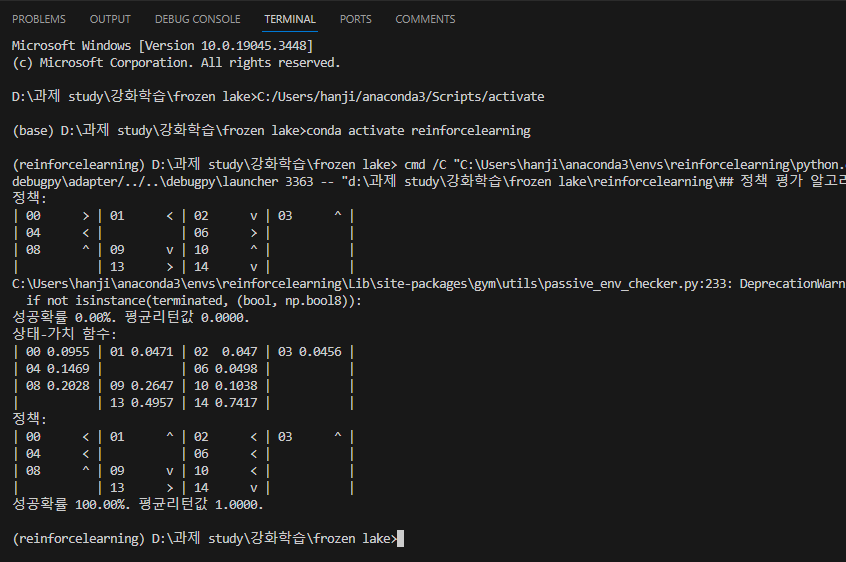 PROBLEMS OUTPUT DEBUG CONSOLE TERMINAL PORTS COMMENTS
Microsoft Windows [Version 10.0.19045.3448]
(c) Microsoft Corporation. All rights reserved.
D:\과제 study\강화학습\frozen lake>C:/Users/hanji/anaconda3/Scripts/activate
(base) D:\과제 study\강화학습\frozen lake>conda activate reinforcelearning
(reinforcelearning) D:\과제 study\강화학습\frozen lake> cmd /C "C:\Users\hanji\anaconda3\envs\reinforcelearning\python.
debugpy\adapter/../..\debugpy\launcher 3363 -- "d:\과제 study\강화학습\frozen lake\reinforcelearning\## 정책 평가 알고리
정책:
| 00 > | 01 < | 02 v | 03 ^ |
| 04 < | | 06 > | |
| 08 ^ | 09 v | 10 ^ | |
| | 13 > | 14 v | |
C:\Users\hanji\anaconda3\envs\reinforcelearning\Lib\site-packages\gym\utils\passive_env_checker.py:233: DeprecationWarn
if not isinstance(terminated, (bool, np.bool8)):
성공확률 0.00%. 평균리턴값 0.0000.
상태-가치 함수:
| 00 0.0955 | 01 0.0471 | 02 0.047 | 03 0.0456 |
| 04 0.1469 | | 06 0.0498 | |
| 08 0.2028 | 09 0.2647 | 10 0.1038 | |
| | 13 0.4957 | 14 0.7417 | |
정책:
| 00 < | 01 ^ | 02 < | 03 ^ |
| 04 < | | 06 < | |
| 08 ^ | 09 v | 10 < | |
| | 13 > | 14 v | |
성공확률 100.00%. 평균리턴값 1.0000.
(reinforcelearning) D:\과제 study\강화학습\frozen lake>